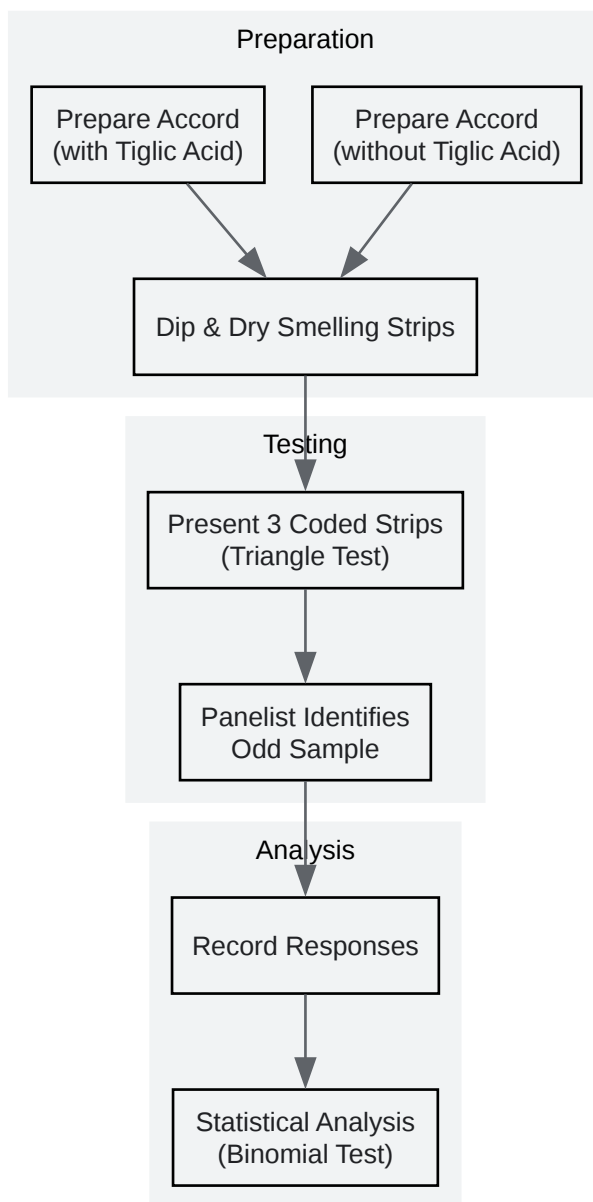 Preparation
Prepare Accord
(with Tiglic Acid)
Prepare Accord
(without Tiglic Acid)
Dip & Dry Smelling Strips
Testing
Present 3 Coded Strips
(Triangle Test)
Panelist Identifies
Odd Sample
Analysis
Record Responses
Statistical Analysis
(Binomial Test)